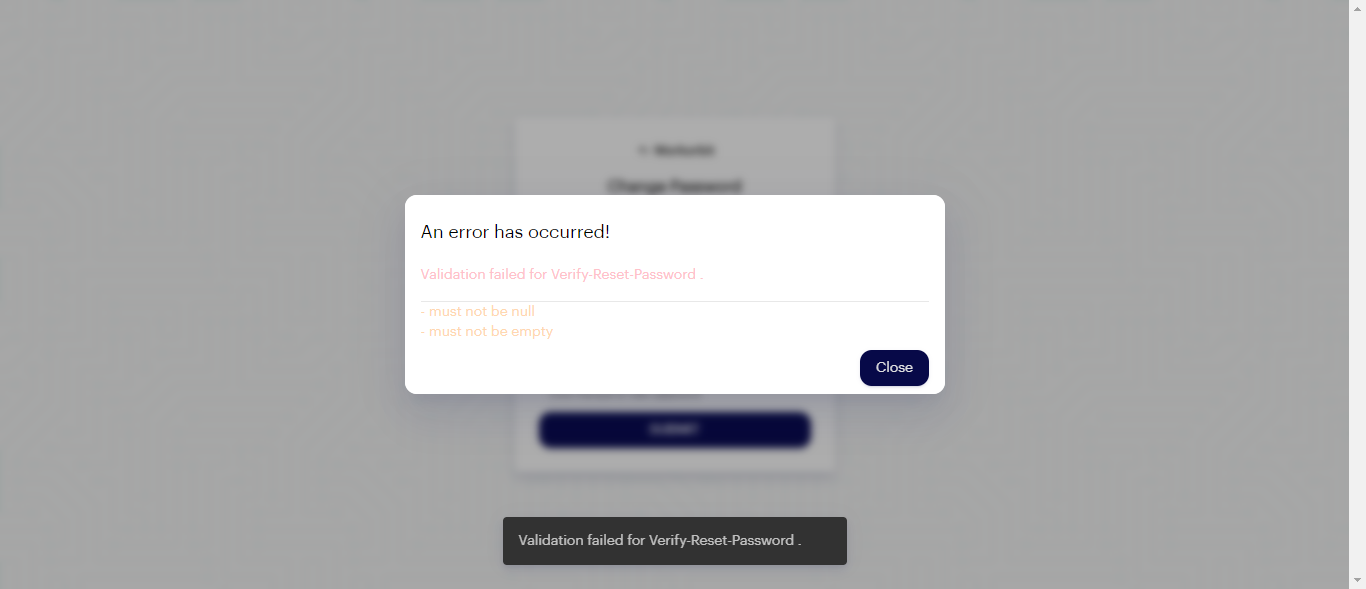 Change Password
An error has occurred!
Validation failed for Verify-Reset-Password .
- must not be null
- must not be empty
Close
SUBMIT
Validation failed for Verify-Reset-Password .